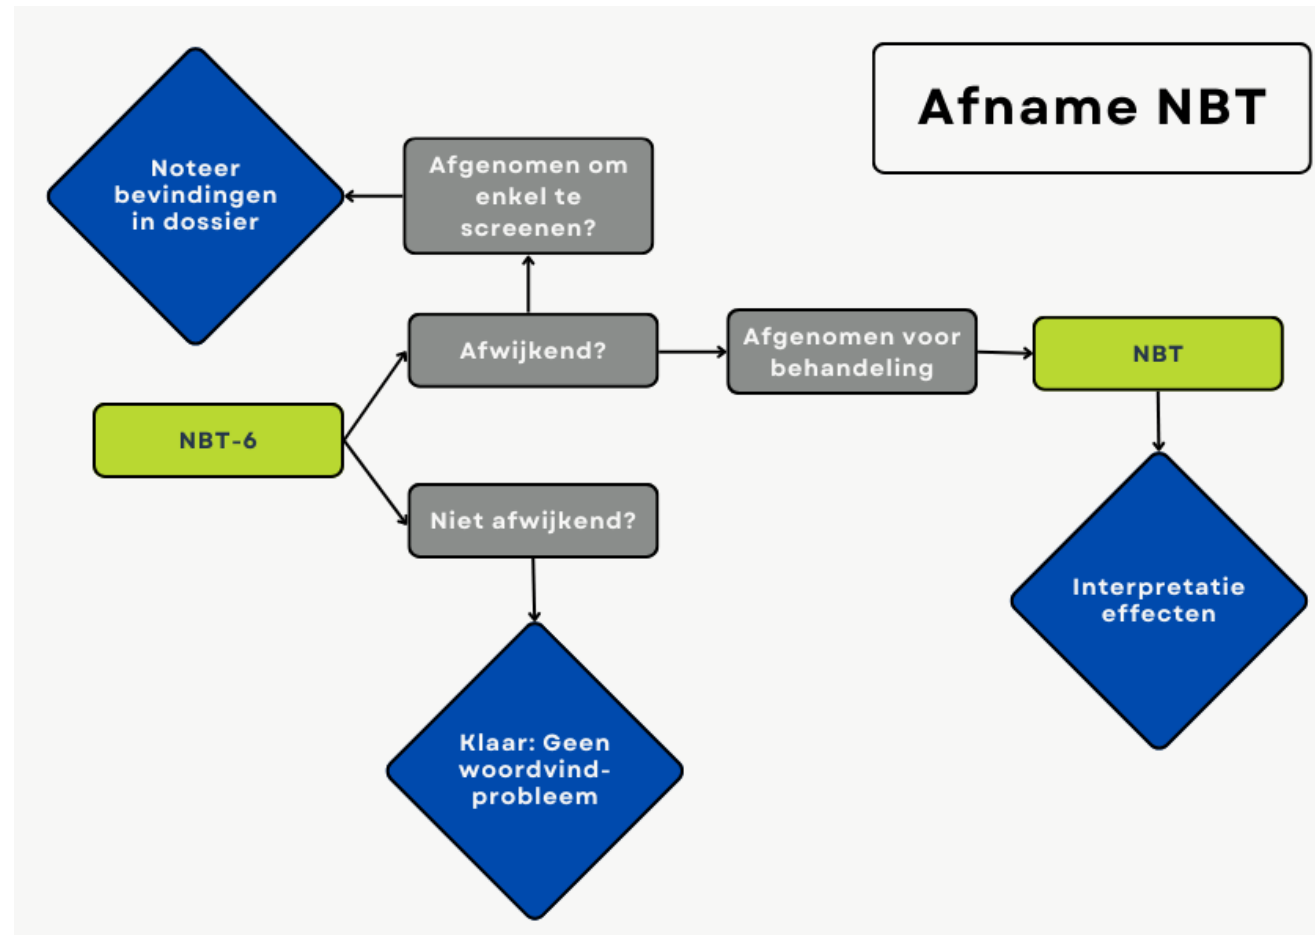 Afname NBT
Noteer
bevindingen
in dossier
Afgenomen om
enkel te
screenen?
Afwijkend?
Afgenomen voor
behandeling
NBT
NBT-6
Niet afwijkend?
Interpretatie
effecten
Klaar: Geen
woordvind-
probleem